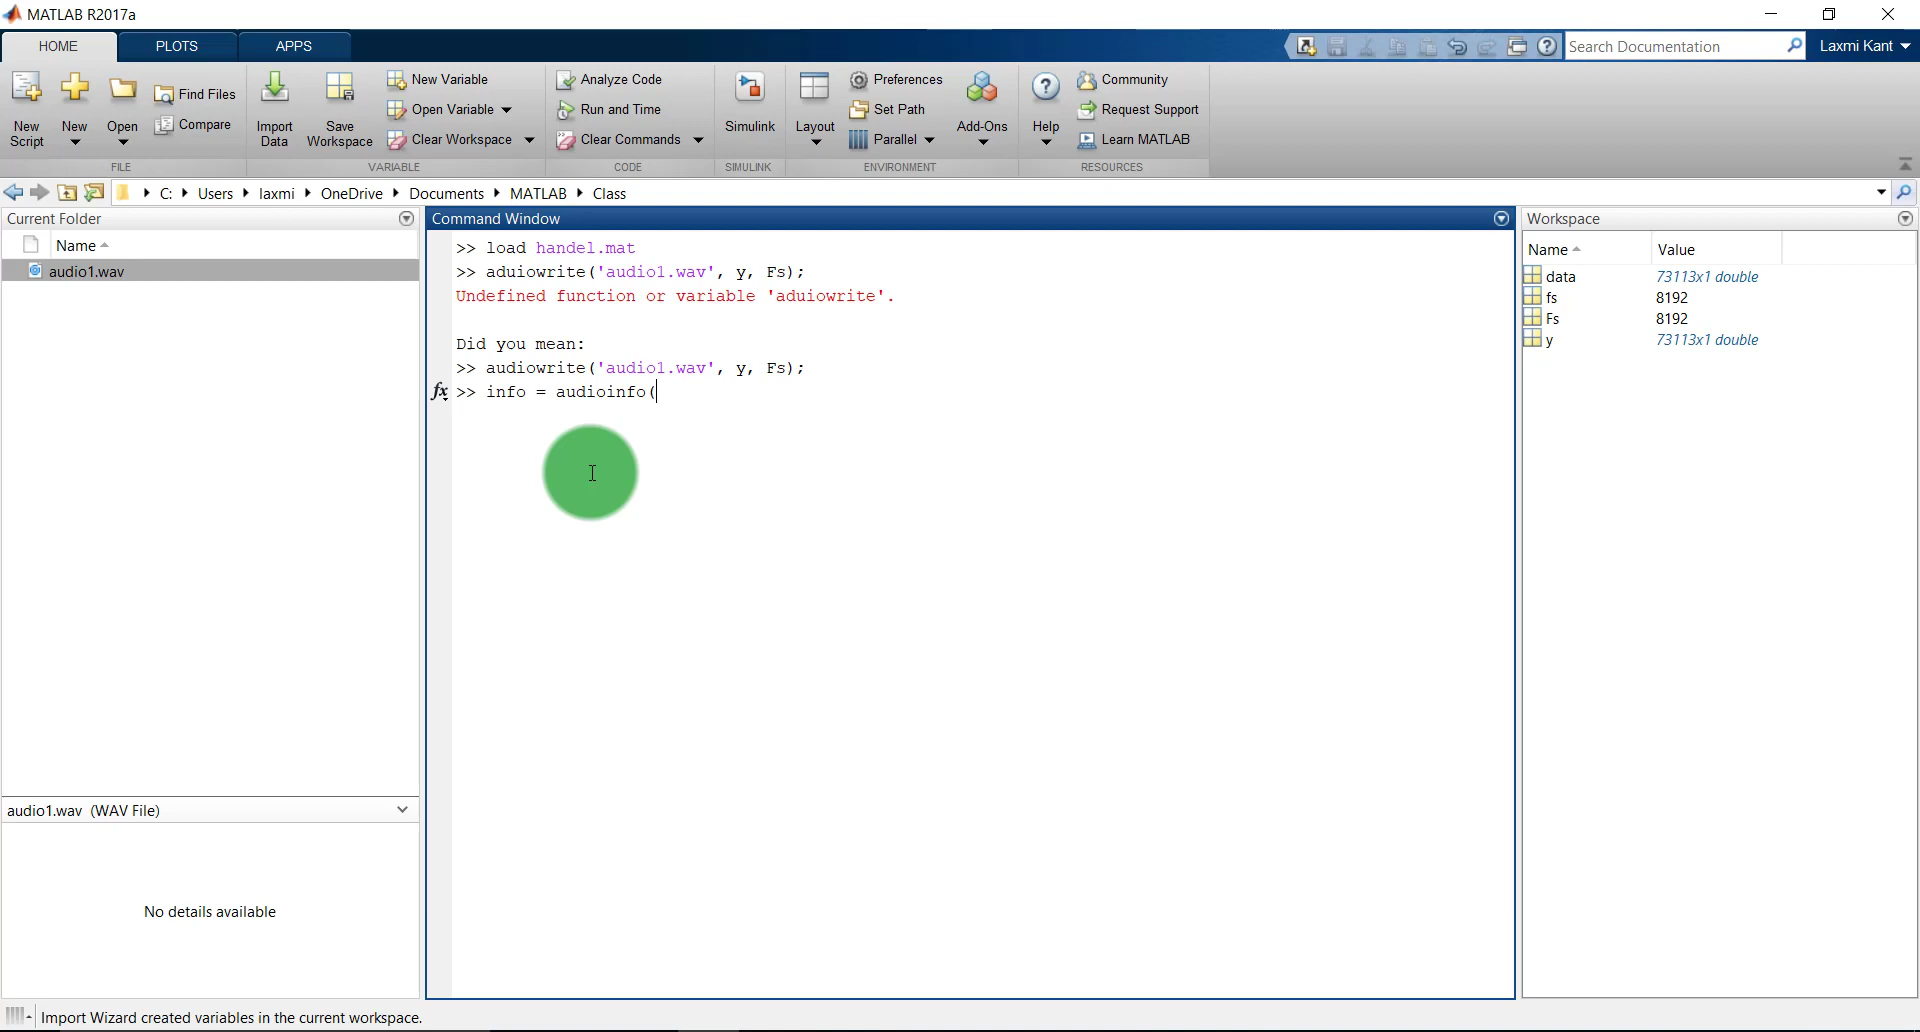 MATLAB R2017a
HOME
PLOTS
APPS
Search Documentation
Laxmi Kant
New Script
New
Open
Find Files
Compare
Import Data
Save Workspace
New Variable
Open Variable
Clear Workspace
Analyze Code
Run and Time
Clear Commands
Simulink
Layout
Preferences
Set Path
Parallel
Add-Ons
Help
Community
Request Support
Learn MATLAB
FILE
VARIABLE
CODE
SIMULINK
ENVIRONMENT
RESOURCES
C: Users laxmi OneDrive Documents MATLAB Class
Current Folder
Name
audio1.wav
audio1.wav (WAV File)
No details available
Command Window
>> load handel.mat
>> aduiowrite('audio1.wav', y, Fs);
Undefined function or variable 'aduiowrite'.
Did you mean:
>> audiowrite('audio1.wav', y, Fs);
fx >> info = audioinfo(
Workspace
Name Value
data 73113x1 double
fs 8192
Fs 8192
y 73113x1 double
Import Wizard created variables in the current workspace.